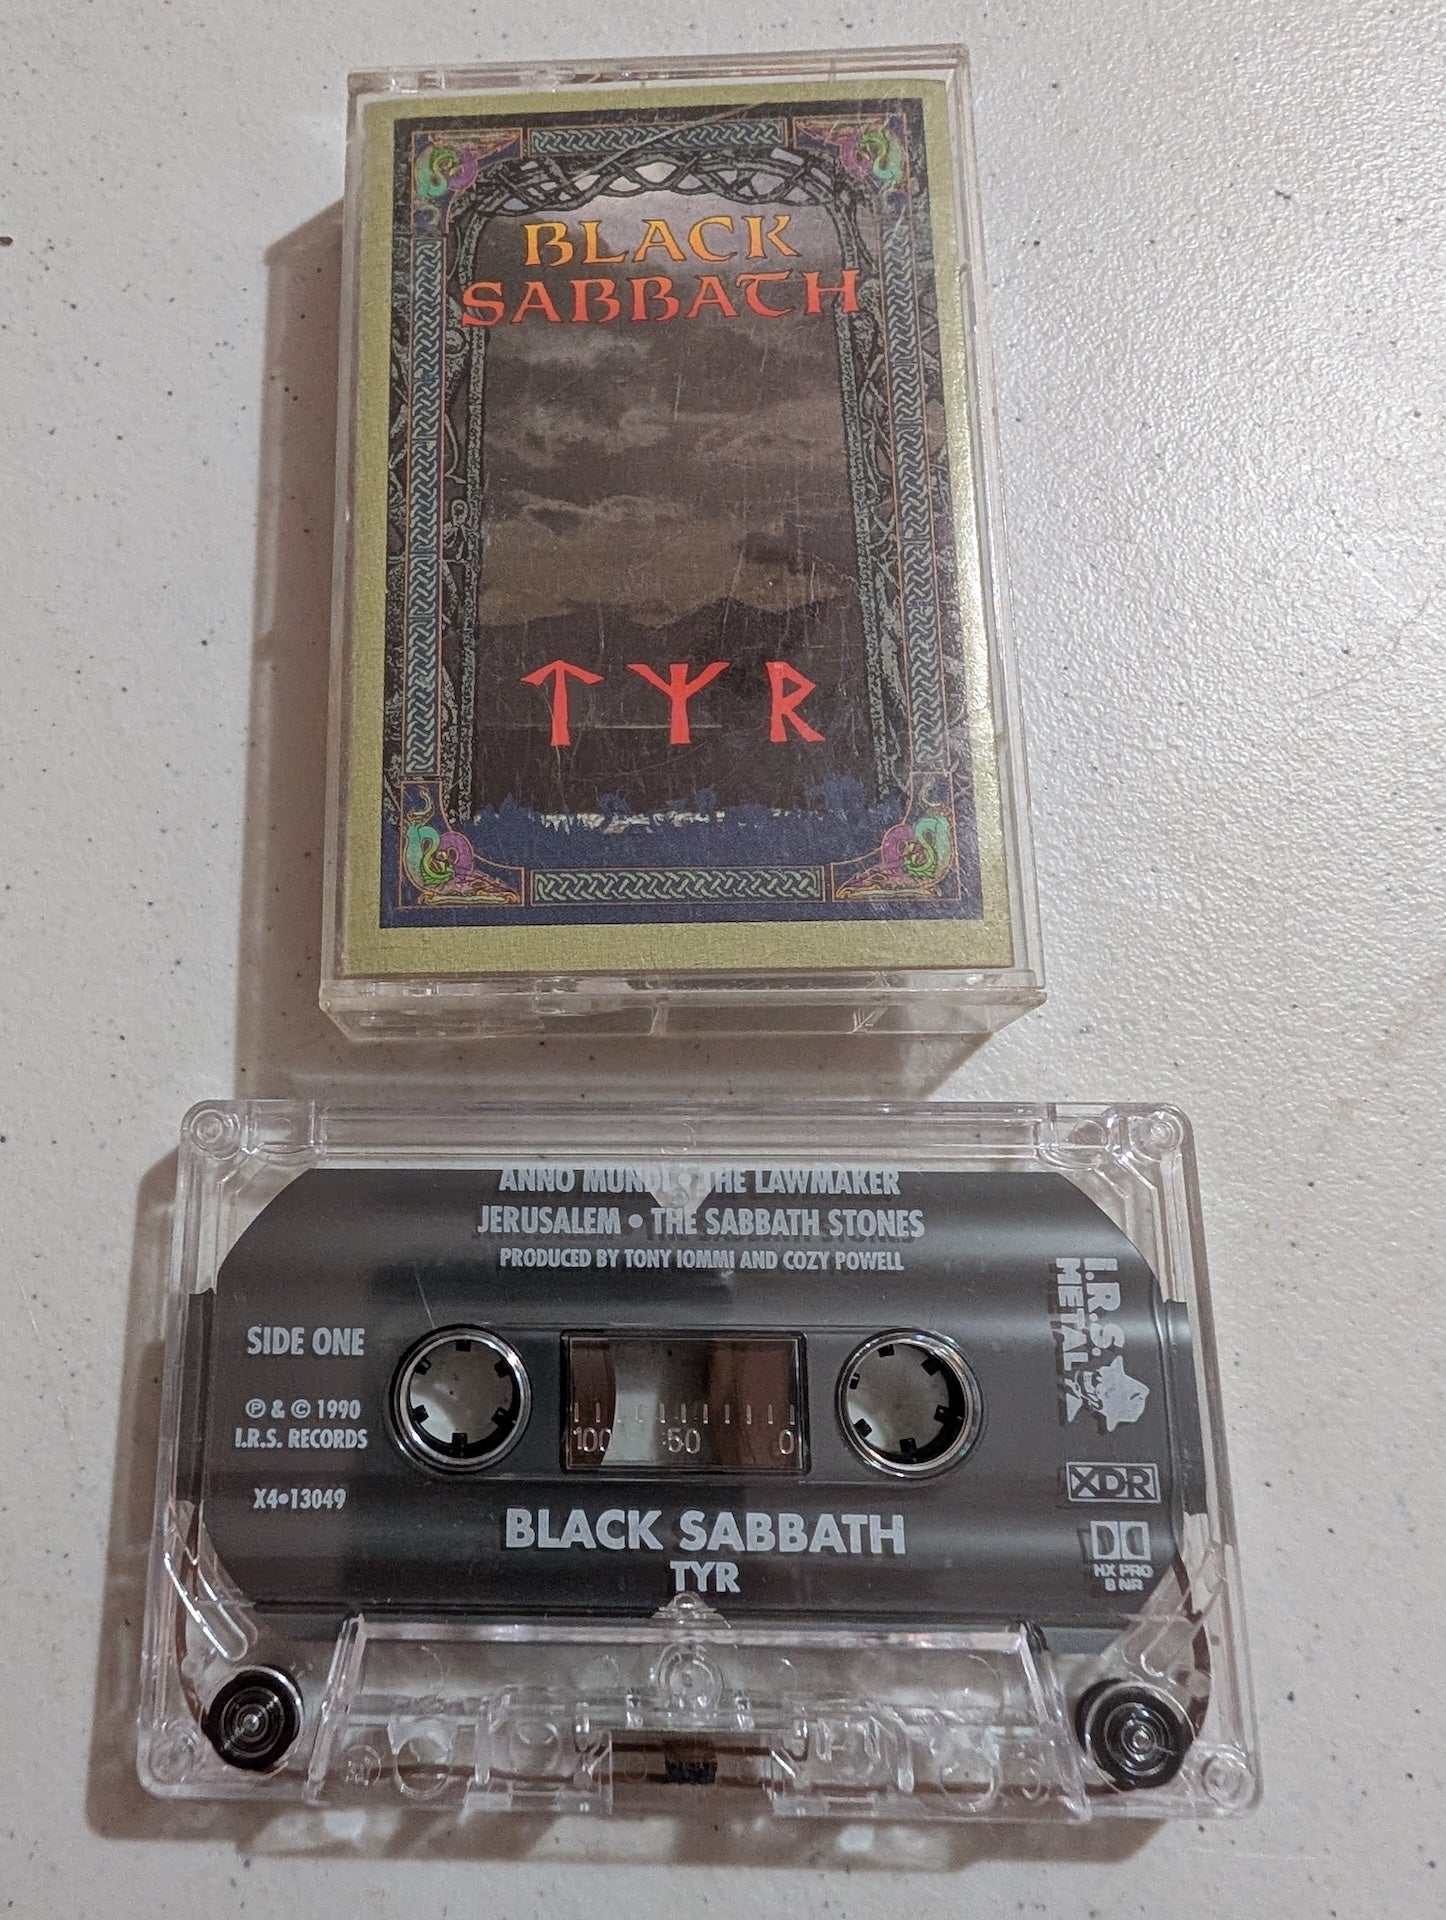 BLACK
SABBATH
ᛏᛉᚱ
ANNO MUNDI • THE LAWMAKER
JERUSALEM • THE SABBATH STONES
PRODUCED BY TONY IOMMI AND COZY POWELL
SIDE ONE
℗ & © 1990
I.R.S. RECORDS
X4•13049
100 50 0
I.R.S.
METAL
XDR
HX PRO
B NR
BLACK SABBATH
TYR